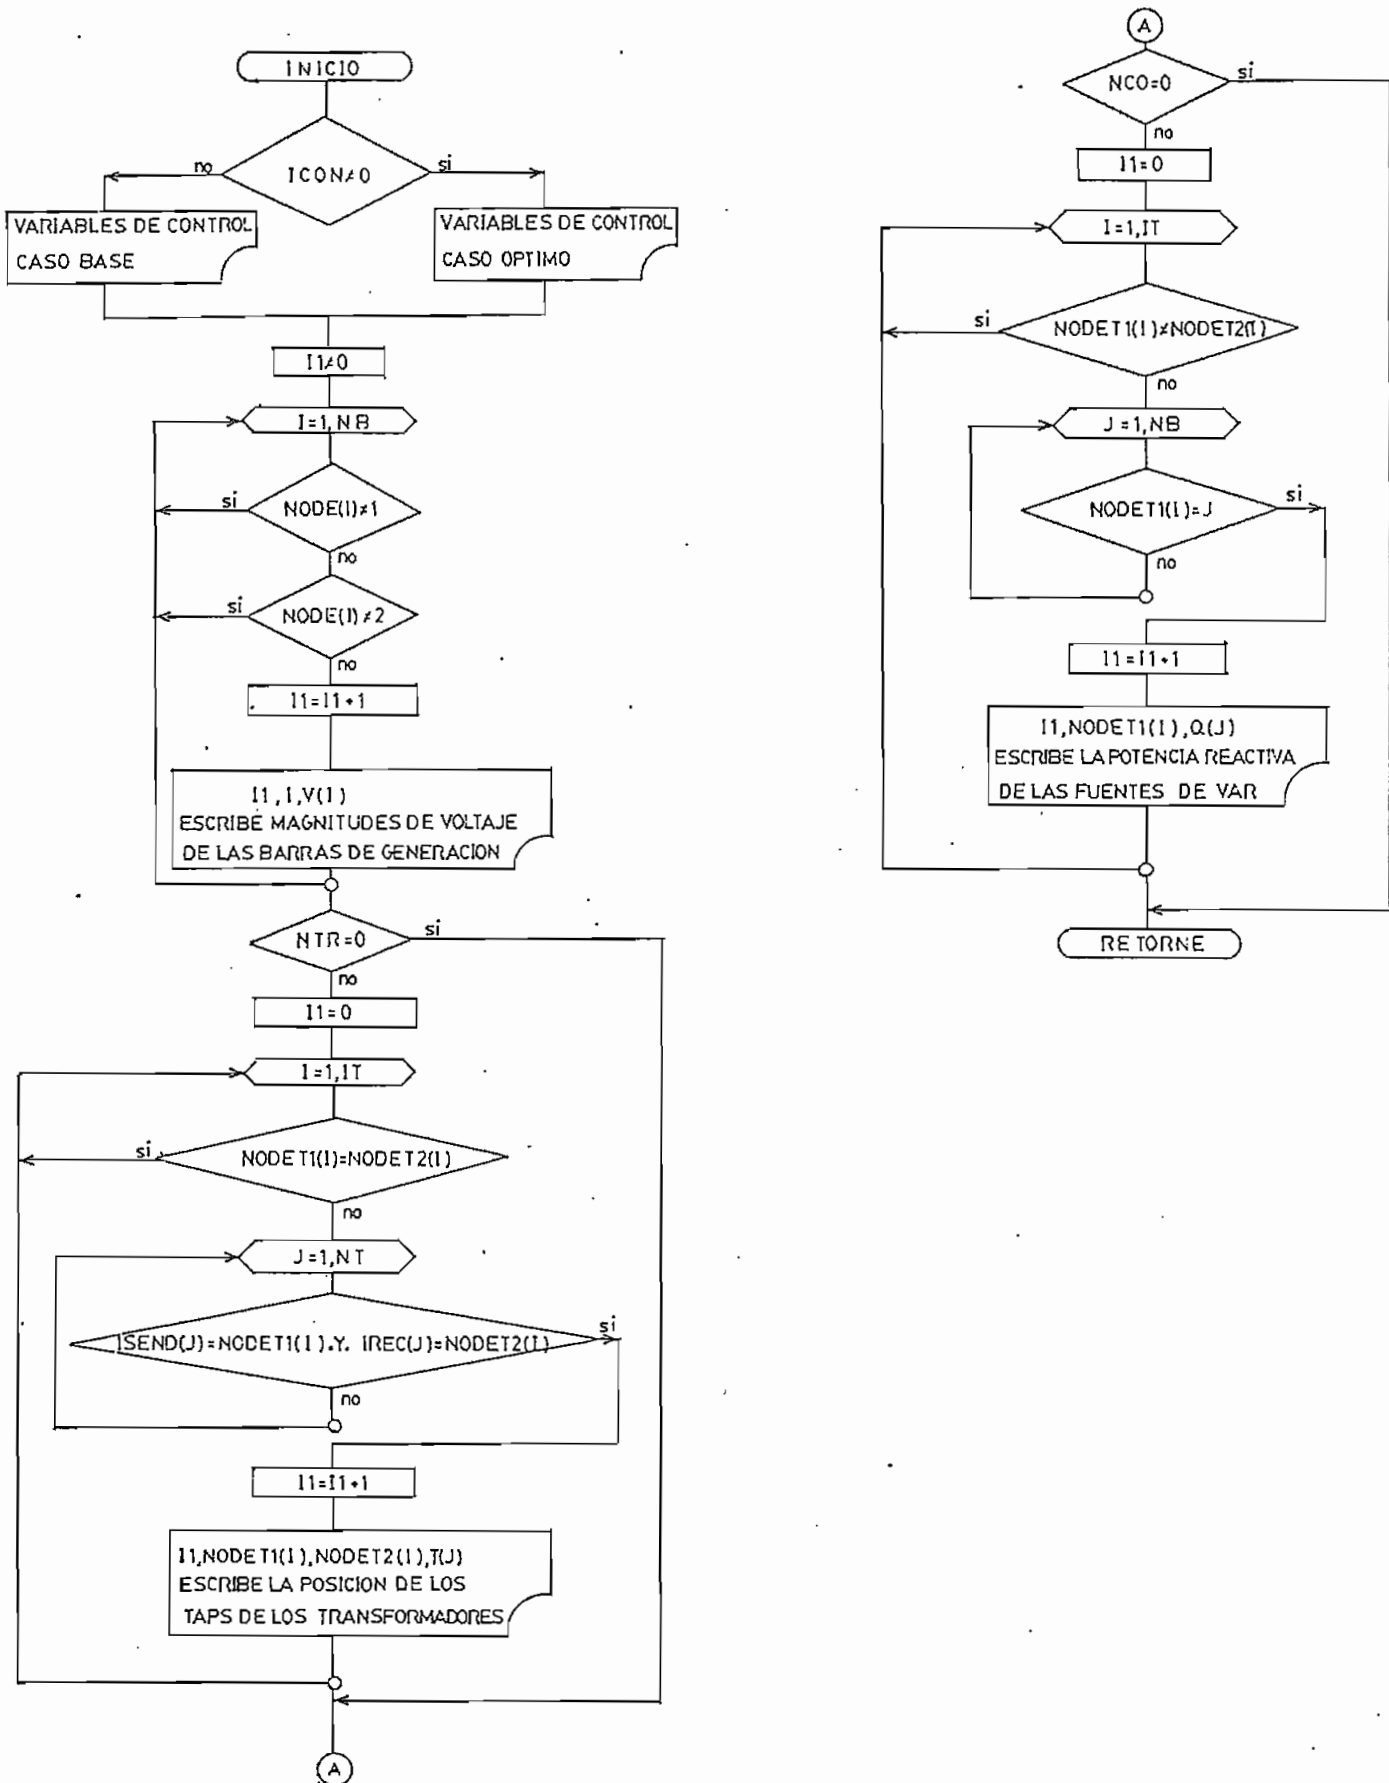 INICIO
ICON≠0
no
si
VARIABLES DE CONTROL
CASO BASE
VARIABLES DE CONTROL
CASO OPTIMO
I1≠0
I=1,NB
NODE(I)≠1
si
no
NODE(I)≠2
si
no
I1=I1+1
I1,I,V(I)
ESCRIBE MAGNITUDES DE VOLTAJE
DE LAS BARRAS DE GENERACION
NTR=0
si
no
I1=0
I=1,IT
si
NODET1(I)=NODET2(I)
no
J=1,NT
ISEND(J)=NODET1(I).Y. IREC(J)=NODET2(I)
si
no
I1=I1+1
I1,NODET1(I),NODET2(I),T(J)
ESCRIBE LA POSICION DE LOS
TAPS DE LOS TRANSFORMADORES
A
A
NCO=0
si
no
I1=0
I=1,IT
si
NODET1(I)≠NODET2(I)
no
J=1,NB
NODET1(I)=J
si
no
I1=I1+1
I1,NODET1(I),Q(J)
ESCRIBE LA POTENCIA REACTIVA
DE LAS FUENTES DE VAR
RETORNE